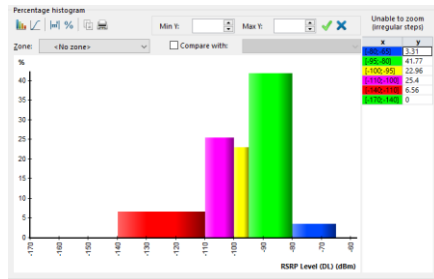 Percentage histogram
% Min Y: Max Y: Unable to zoom
(irregular steps)
Zone: <No zone> Compare with:
x y
[-80;-65] 3.31
[-95;-80] 41.77
[-100;-95] 22.96
[-110;-100] 25.4
[-140;-110] 6.56
[-170;-140] 0
%
40
35
30
25
20
15
10
5
0
-170 -160 -150 -140 -130 -120 -110 -100 -90 -80 -70 -60
RSRP Level (DL) (dBm)